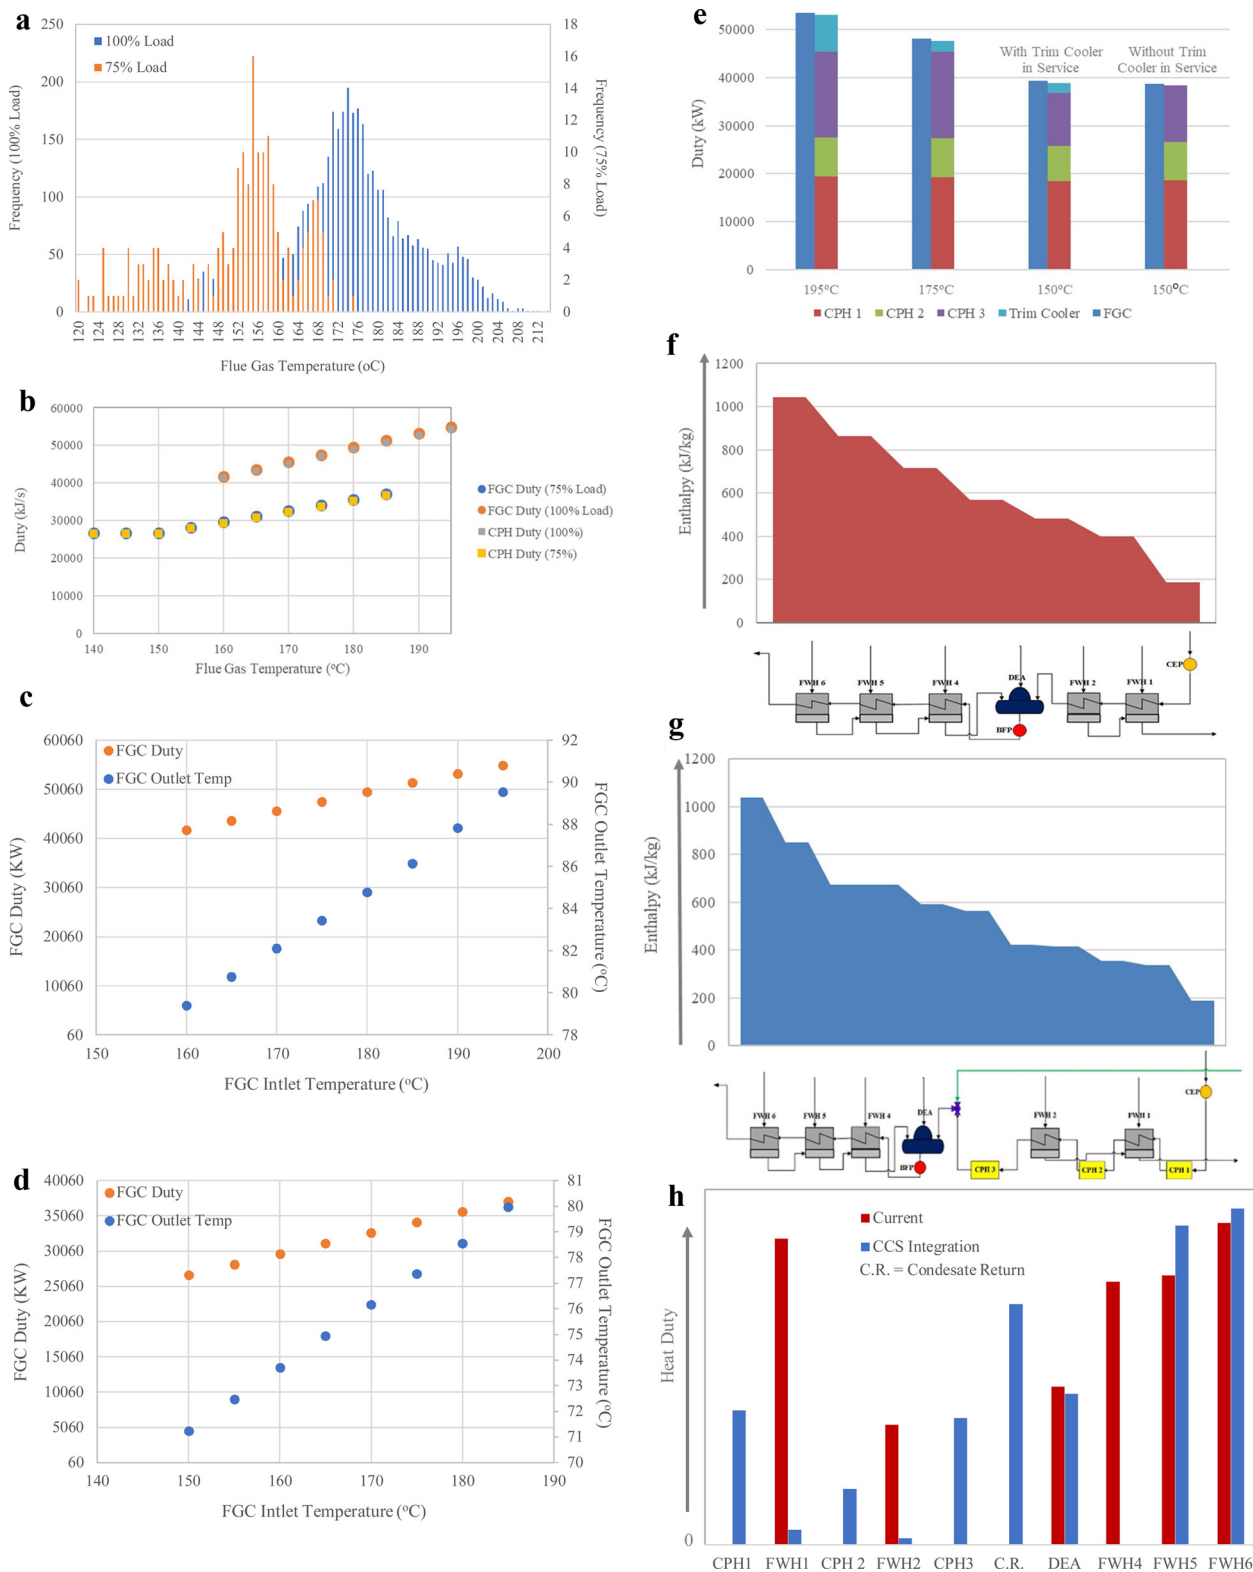 a
250
200
150
100
50
0
Frequency (100% Load)
100% Load
75% Load
18
16
14
12
10
8
6
4
2
0
Frequency (75% Load)
120 124 128 132 136 140 144 148 152 156 160 164 168 172 176 180 184 188 192 196 200 204 208 212
Flue Gas Temperature (oC)
b
60000
50000
40000
30000
20000
10000
0
Duty (kJ/s)
140 150 160 170 180 190
Flue Gas Temperature (°C)
FGC Duty (75% Load)
FGC Duty (100% Load)
CPH Duty (100%)
CPH Duty (75%)
c
60060
50060
40060
30060
20060
10060
60
FGC Duty (KW)
FGC Duty
FGC Outlet Temp
92
90
88
86
84
82
80
78
FGC Outlet Temperature (°C)
150 160 170 180 190 200
FGC Intlet Temperature (°C)
d
40060
35060
30060
25060
20060
15060
10060
5060
60
FGC Duty (KW)
FGC Duty
FGC Outlet Temp
81
80
79
78
77
76
75
74
73
72
71
70
FGC Outlet Temperature (°C)
140 150 160 170 180 190
FGC Intlet Temperature (°C)
e
50000
40000
30000
20000
10000
0
Duty (kW)
With Trim Cooler
in Service
Without Trim
Cooler in Service
195°C 175°C 150°C 150°C
CPH 1 CPH 2 CPH 3 Trim Cooler FGC
f
1200
1000
800
600
400
200
0
Enthalpy (kJ/kg)
FWH 6 FWH 5 FWH 4 DEA FWH 2 FWH 1 CEP
BFP
g
1200
1000
800
600
400
200
0
Enthalpy (kJ/kg)
FWH 6 FWH 5 FWH 4 DEA FWH 2 FWH 1 CEP
BFP CPH 3 CPH 2 CPH 1
h
Current
CCS Integration
C.R. = Condesate Return
Heat Duty
0
CPH1 FWH1 CPH 2 FWH2 CPH3 C.R. DEA FWH4 FWH5 FWH6